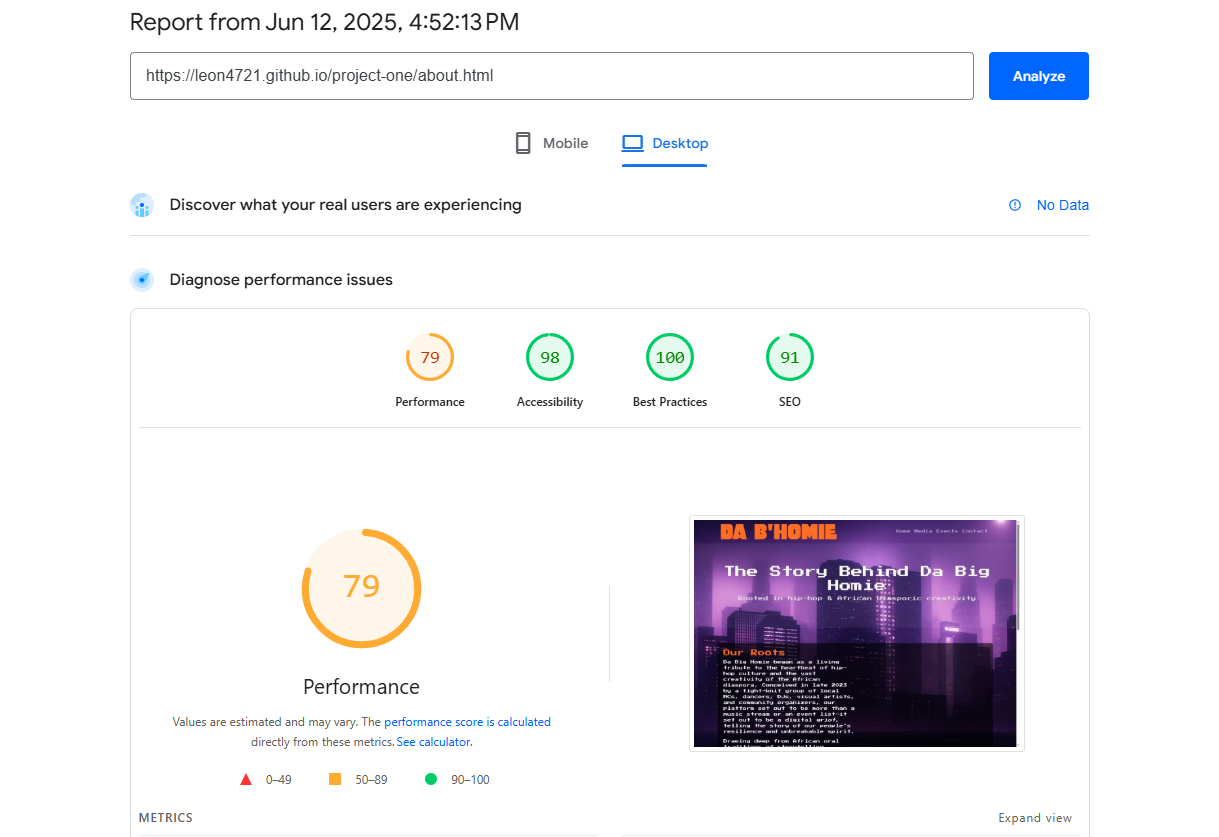 Report from Jun 12, 2025, 4:52:13 PM
https://leon4721.github.io/project-one/about.html
Analyze
Mobile
Desktop
Discover what your real users are experiencing
No Data
Diagnose performance issues
79
98
100
91
Performance
Accessibility
Best Practices
SEO
79
Performance
Values are estimated and may vary. The performance score is calculated
directly from these metrics. See calculator.
0–49
50–89
90–100
DA B'HOMIE
Home Media Events Contact
The Story Behind Da Big
Homie
Rooted in hip-hop & African diasporic creativity
Our Roots
Da Big Homie began as a living
tribute to the heartbeat of hip-
hop culture and the vast
creativity of the African
diaspora. Conceived in late 2023
by a tight-knit group of local
MCs, dancers, DJs, visual artists,
and community organizers, our
platform set out to be more than a
music stream or an event list—it
set out to be a digital griot,
telling the story of our people's
resilience and unbreakable spirit.
Drawing deep from African oral
traditions of storytelling
METRICS
Expand view